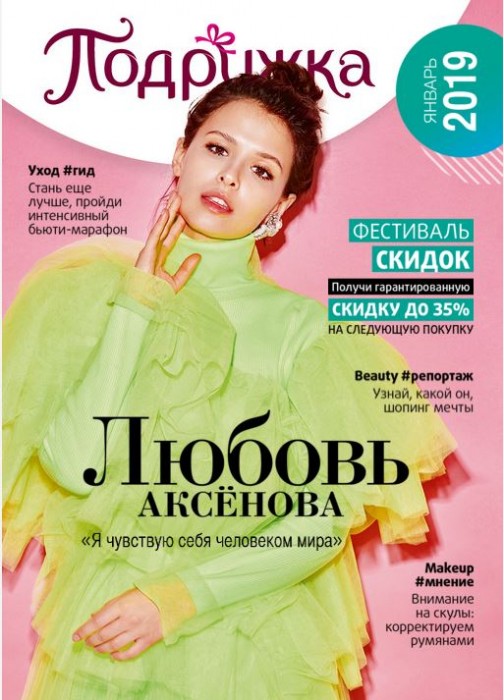 Подружка
ЯНВАРЬ
2019
Уход #гид
Стань еще
лучше, пройди
интенсивный
бьюти-марафон
ФЕСТИВАЛЬ
СКИДОК
Получи гарантированную
СКИДКУ ДО 35%
НА СЛЕДУЮЩУЮ ПОКУПКУ
Beauty #репортаж
Узнай, какой он,
шопинг мечты
ЛЮБОВЬ
АКСЁНОВА
«Я чувствую себя человеком мира»
Makeup
#мнение
Внимание
на скулы:
корректируем
румянами